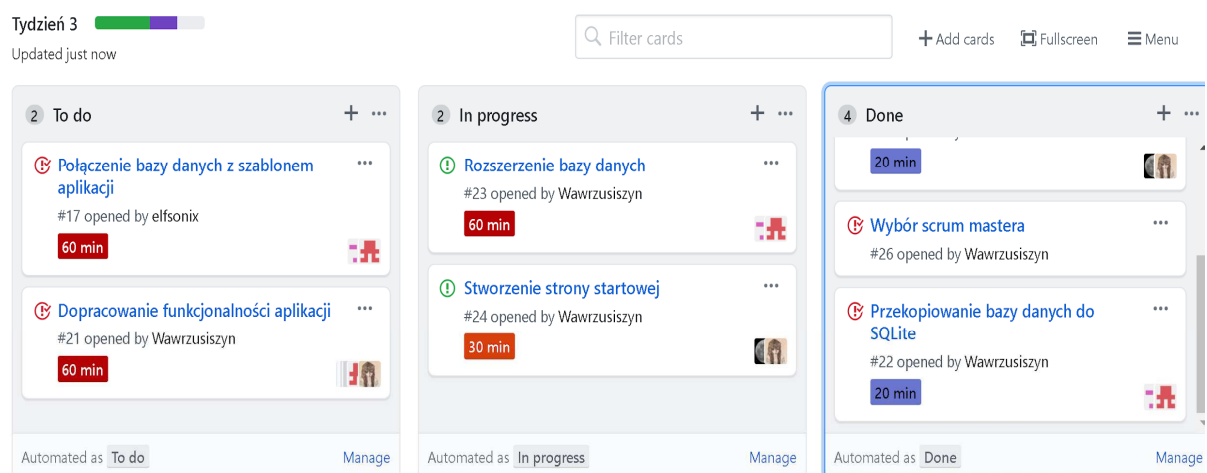 Tydzień 3
Updated just now
Filter cards
Add cards
Fullscreen
Menu
2 To do
Połączenie bazy danych z szablonem
aplikacji
#17 opened by elfsonix
60 min
Dopracowanie funkcjonalności aplikacji
#21 opened by Wawrzusiszyn
60 min
Automated as To do
Manage
2 In progress
Rozszerzenie bazy danych
#23 opened by Wawrzusiszyn
60 min
Stworzenie strony startowej
#24 opened by Wawrzusiszyn
30 min
Automated as In progress
Manage
4 Done
20 min
Wybór scrum mastera
#26 opened by Wawrzusiszyn
Przekopiowanie bazy danych do
SQLite
#22 opened by Wawrzusiszyn
20 min
Automated as Done
Manage